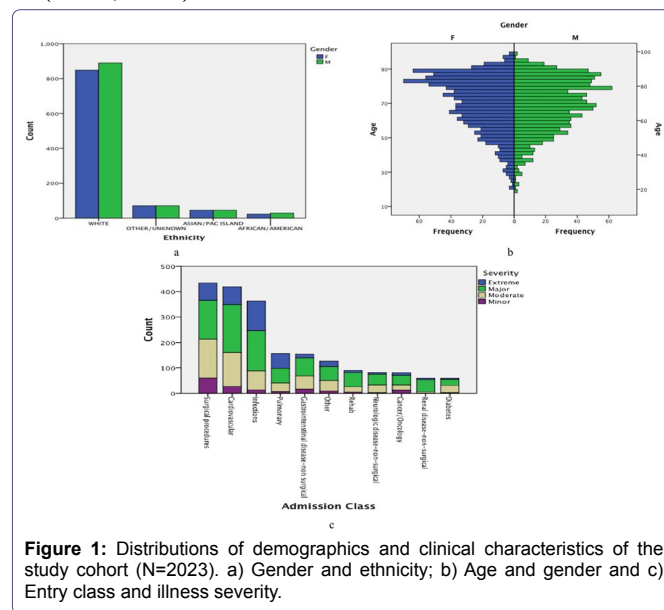 Gender
F
M
1,000
800
600
400
200
0
Count
WHITE
OTHER/UNKNOWN
ASIAN/PAC ISLAND
AFRICAN/AMERICAN
Ethnicity
a
Gender
F M
90
70
50
30
10
Age
100
80
60
40
20
Age
60 40 20 0 20 40 60
Frequency Frequency
b
500
400
300
200
100
0
Count
Severity
Extreme
Major
Moderate
Minor
Surgical procedures
Cardiovascular
Infections
Pulmonary
Gastrointestinal disease-non surgical
Other
Rehab
Neurologic disease-non-surgical
Cancer/Oncology
Renal disease-non-surgical
Diabetes
Admission Class
c
Figure 1: Distributions of demographics and clinical characteristics of the
study cohort (N=2023). a) Gender and ethnicity; b) Age and gender and c)
Entry class and illness severity.